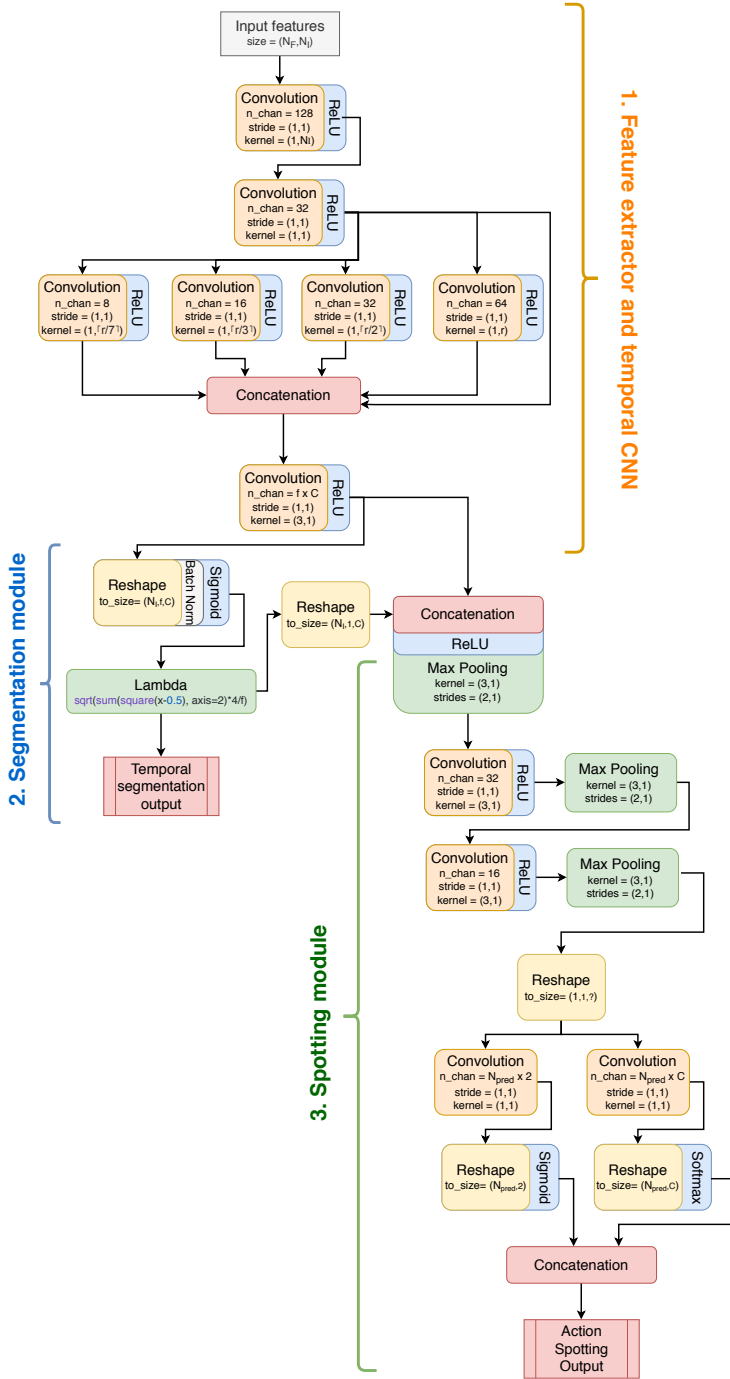 Input features
size = (N_F,N_I)
Convolution
n_chan = 128
stride = (1,1)
kernel = (1,N_I)
ReLU
Convolution
n_chan = 32
stride = (1,1)
kernel = (1,1)
ReLU
Convolution
n_chan = 8
stride = (1,1)
kernel = (1,⌈r/7⌉)
ReLU
Convolution
n_chan = 16
stride = (1,1)
kernel = (1,⌈r/3⌉)
ReLU
Convolution
n_chan = 32
stride = (1,1)
kernel = (1,⌈r/2⌉)
ReLU
Convolution
n_chan = 64
stride = (1,1)
kernel = (1,r)
ReLU
Concatenation
Convolution
n_chan = f x C
stride = (1,1)
kernel = (3,1)
ReLU
1. Feature extractor and temporal CNN
2. Segmentation module
Reshape
to_size= (N_I,f,C)
Batch Norm
Sigmoid
Lambda
sqrt(sum(square(x-0.5), axis=2)*4/f)
Temporal
segmentation
output
Reshape
to_size= (N_I,1,C)
3. Spotting module
Concatenation
ReLU
Max Pooling
kernel = (3,1)
strides = (2,1)
Convolution
n_chan = 32
stride = (1,1)
kernel = (3,1)
ReLU
Max Pooling
kernel = (3,1)
strides = (2,1)
Convolution
n_chan = 16
stride = (1,1)
kernel = (3,1)
ReLU
Max Pooling
kernel = (3,1)
strides = (2,1)
Reshape
to_size= (1,1,?)
Convolution
n_chan = N_pred x 2
stride = (1,1)
kernel = (1,1)
Convolution
n_chan = N_pred x C
stride = (1,1)
kernel = (1,1)
Reshape
to_size= (N_pred,2)
Sigmoid
Reshape
to_size= (N_pred,C)
Softmax
Concatenation
Action
Spotting
Output